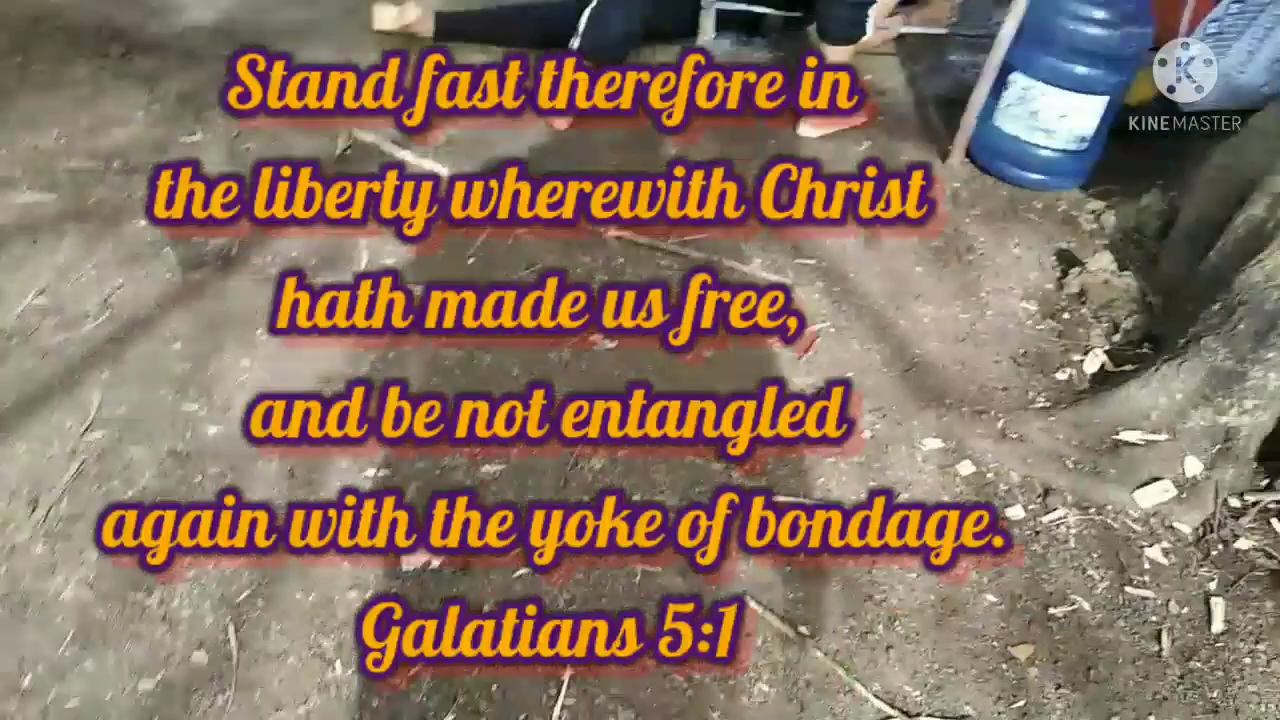 Stand fast therefore in
the liberty wherewith Christ
hath made us free,
and be not entangled
again with the yoke of bondage.
Galatians 5:1
KINEMASTER